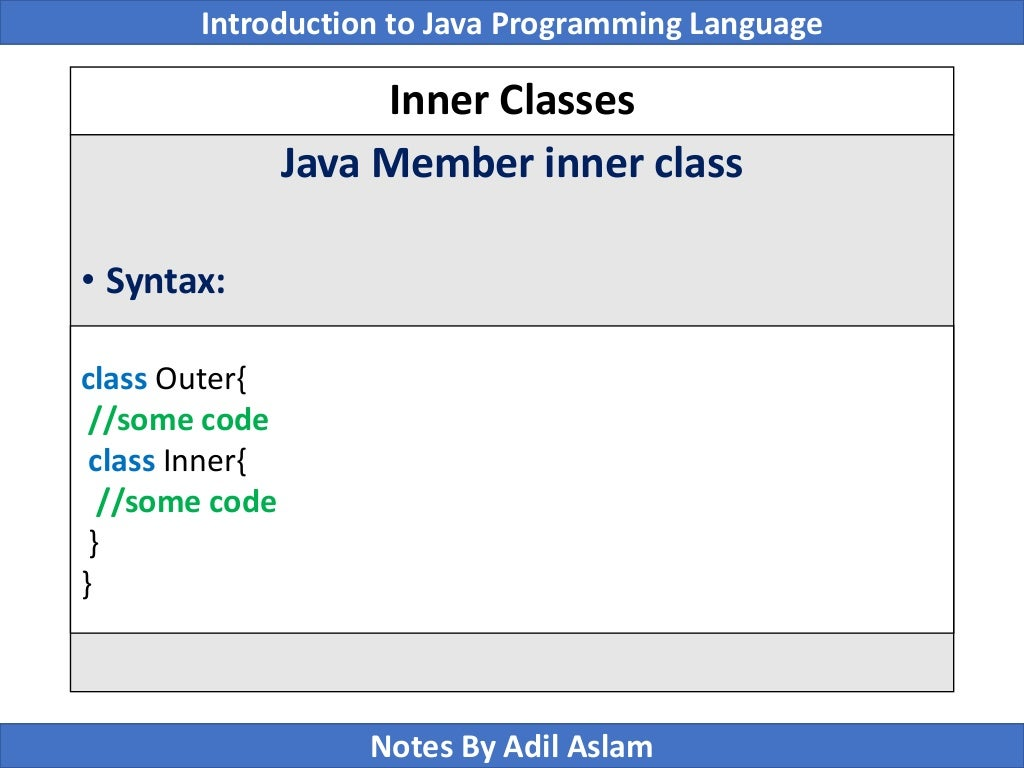 Introduction to Java Programming Language
Inner Classes
Java Member inner class
• Syntax:
class Outer{
//some code
class Inner{
//some code
}
}
Notes By Adil Aslam